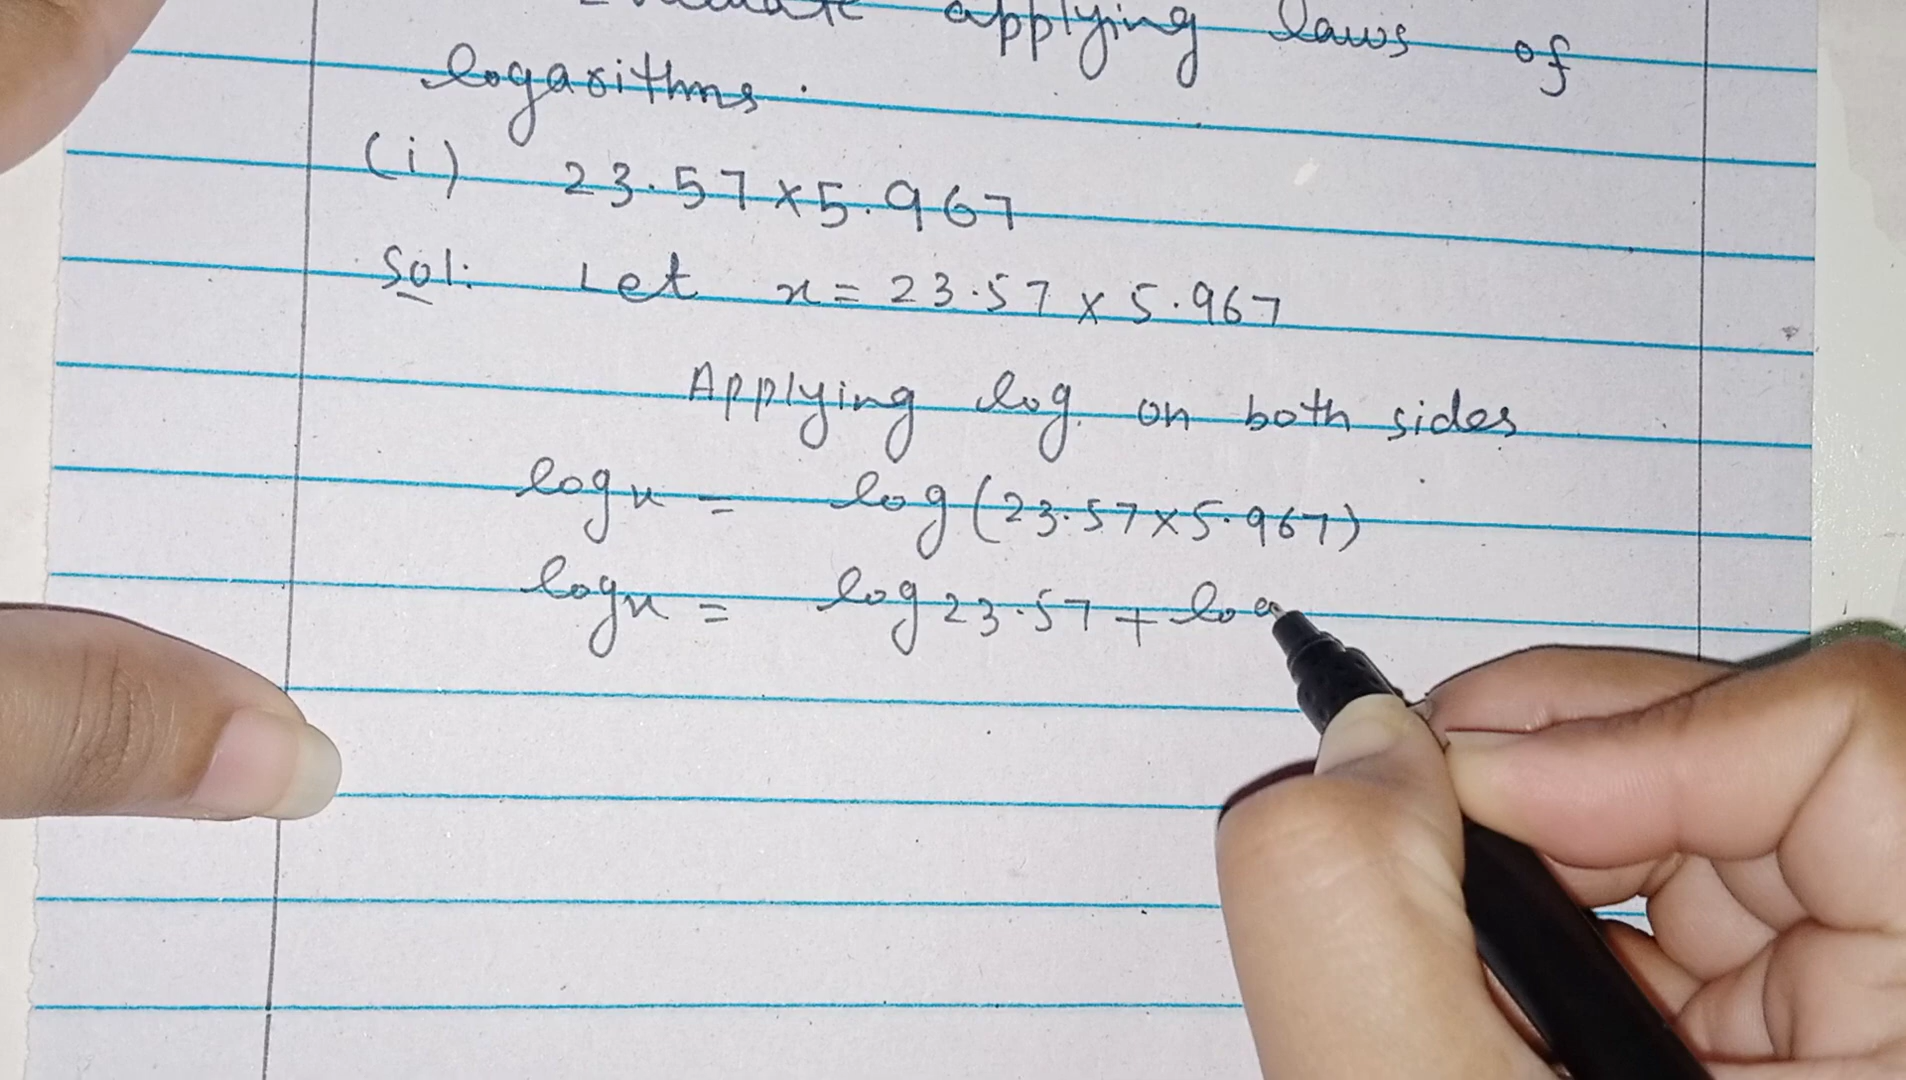 applying laws of
logarithms.
(i) 23.57×5.967
Sol: Let x = 23.57 × 5.967
Applying log on both sides
log x = log (23.57×5.967)
log x = log 23.57 + log